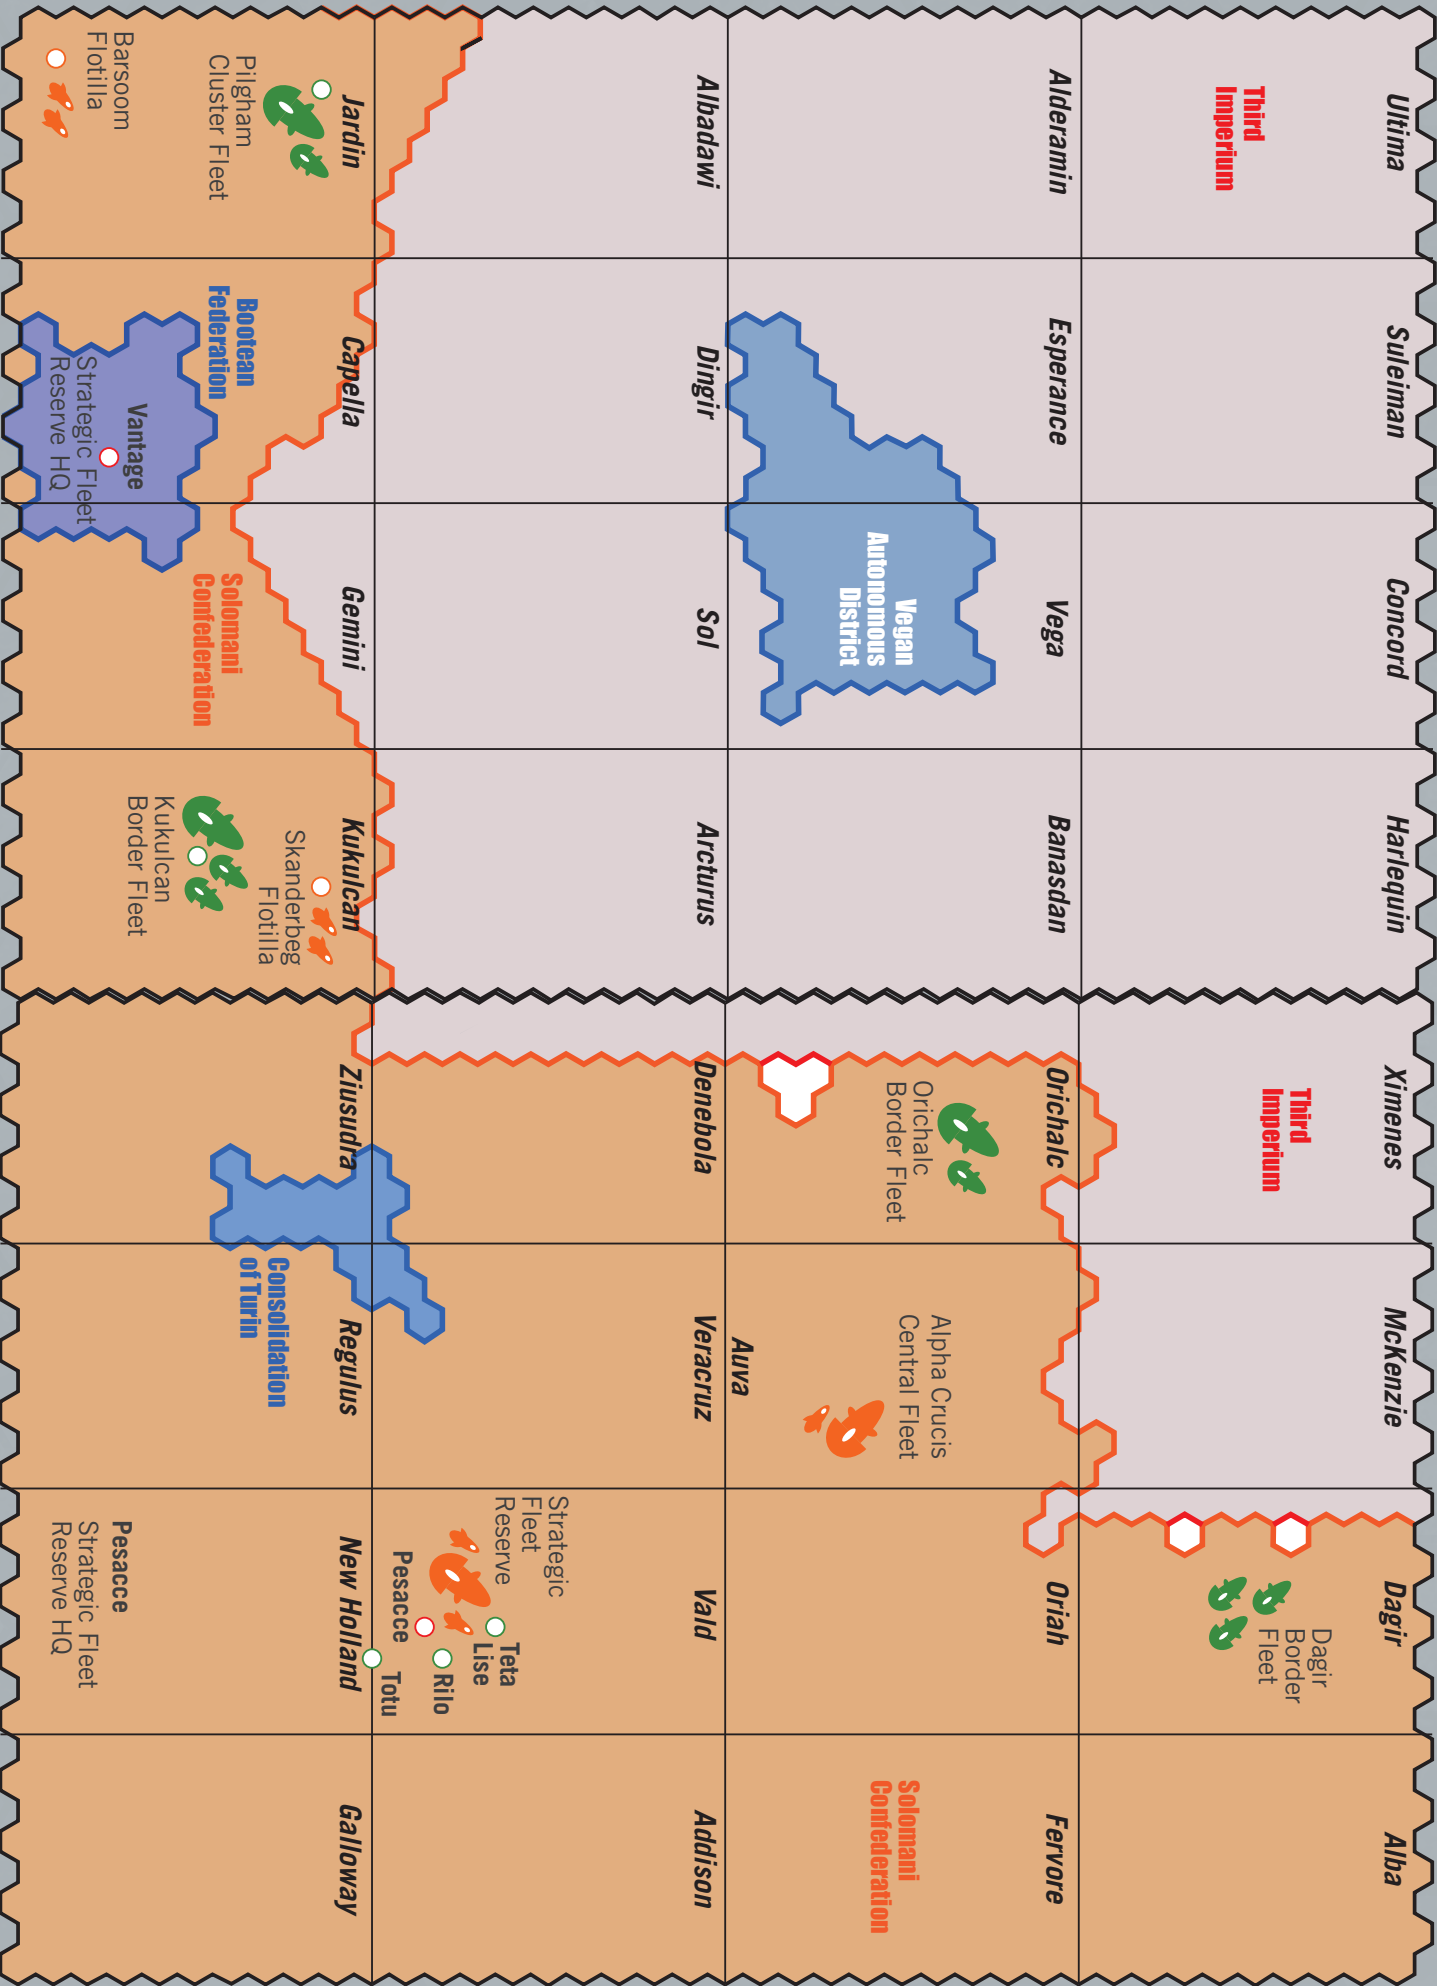 Ultima
Suleiman
Concord
Harlequin
Ximenes
McKenzie
Dagir
Alba
Third
Imperium
Third
Imperium
Dagir
Border
Fleet
Alderamin
Esperance
Vega
Banasdan
Orichalc
Oriah
Fervore
Vegan
Autonomous
District
Orichalc
Border Fleet
Alpha Crucis
Central Fleet
Auva
Solomani
Confederation
Albadawi
Dingir
Sol
Arcturus
Denebola
Veracruz
Vald
Addison
Strategic
Fleet
Reserve
Teta
Lise
Rilo
Pesacce
Totu
Jardin
Capella
Gemini
Kukulcan
Ziusudra
Regulus
New Holland
Galloway
Pilgham
Cluster Fleet
Barsoom
Flotilla
Bootean
Federation
Vantage
Strategic Fleet
Reserve HQ
Solomani
Confederation
Skanderbeg
Flotilla
Kukulcan
Border Fleet
Consolidation
of Turin
Pesacce
Strategic Fleet
Reserve HQ